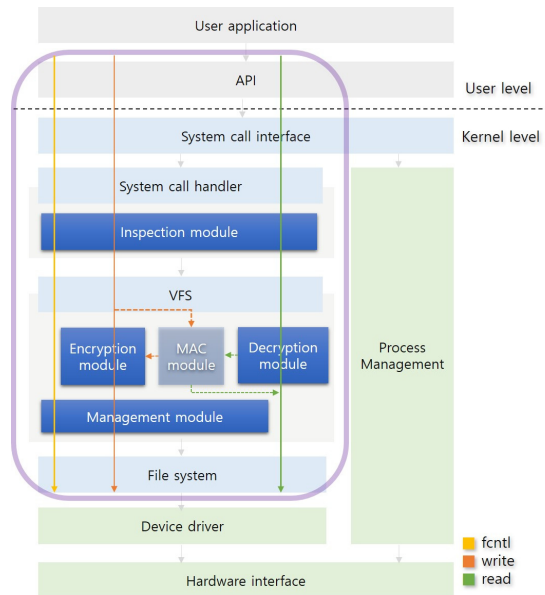 User application
API
User level
System call interface
Kernel level
System call handler
Inspection module
VFS
Encryption
module
MAC
module
Decryption
module
Process
Management
Management module
File system
Device driver
fcntl
write
read
Hardware interface